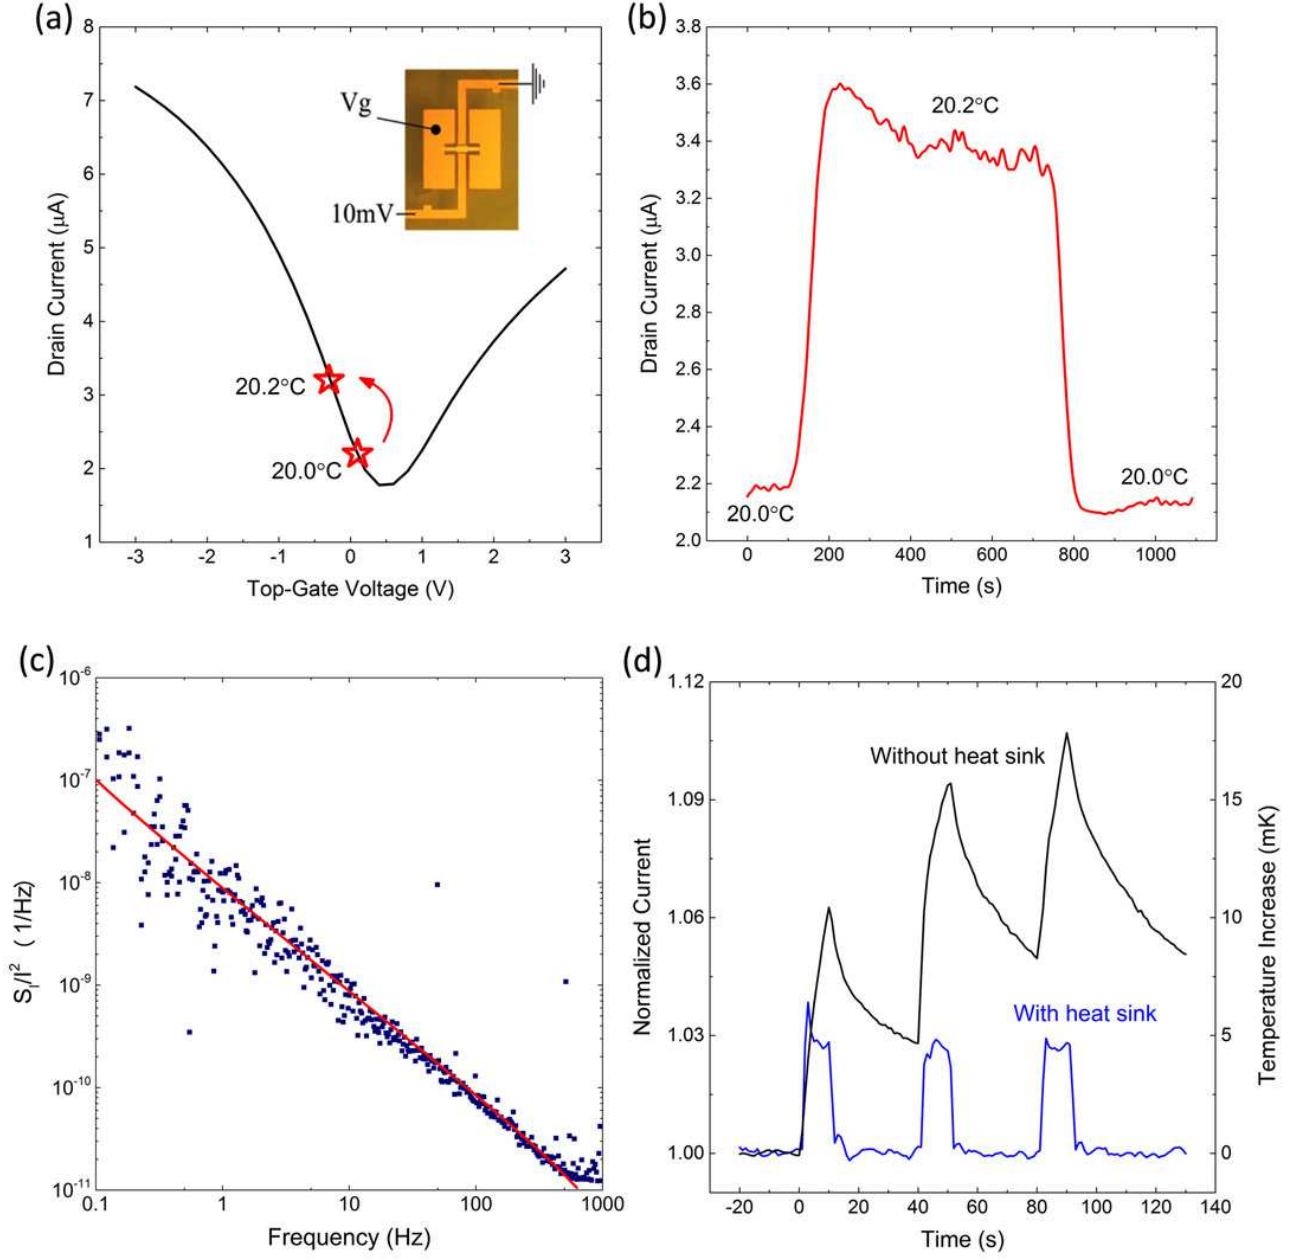 (a)
8
7
6
5
4
3
2
1
Drain Current (μA)
-3 -2 -1 0 1 2 3
Top-Gate Voltage (V)
Vg
10mV
20.2°C
20.0°C
(b)
3.8
3.6
3.4
3.2
3.0
2.8
2.6
2.4
2.2
2.0
Drain Current (μA)
0 200 400 600 800 1000
Time (s)
20.2°C
20.0°C
20.0°C
(c)
10⁻⁶
10⁻⁷
10⁻⁸
10⁻⁹
10⁻¹⁰
10⁻¹¹
S_I/I² ( 1/Hz)
0.1 1 10 100 1000
Frequency (Hz)
(d)
1.12
1.09
1.06
1.03
1.00
Normalized Current
20
15
10
5
0
Temperature Increase (mK)
-20 0 20 40 60 80 100 120 140
Time (s)
Without heat sink
With heat sink